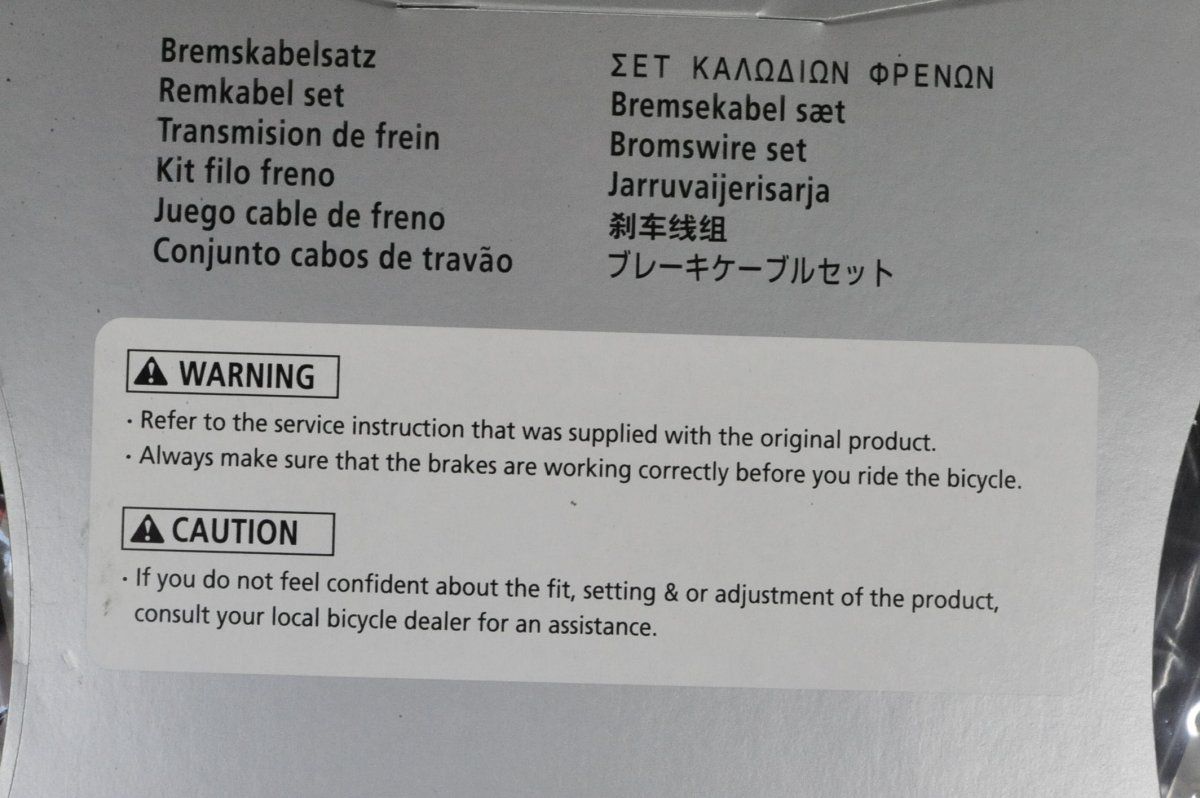 Bremskabelsatz
Remkabel set
Transmision de frein
Kit filo freno
Juego cable de freno
Conjunto cabos de travão
ΣΕΤ ΚΑΛΩΔΙΩΝ ΦΡΕΝΩΝ
Bremsekabel sæt
Bromswire set
Jarruvaijerisarja
刹车线组
ブレーキケーブルセット
WARNING
· Refer to the service instruction that was supplied with the original product.
· Always make sure that the brakes are working correctly before you ride the bicycle.
CAUTION
· If you do not feel confident about the fit, setting & or adjustment of the product,
consult your local bicycle dealer for an assistance.